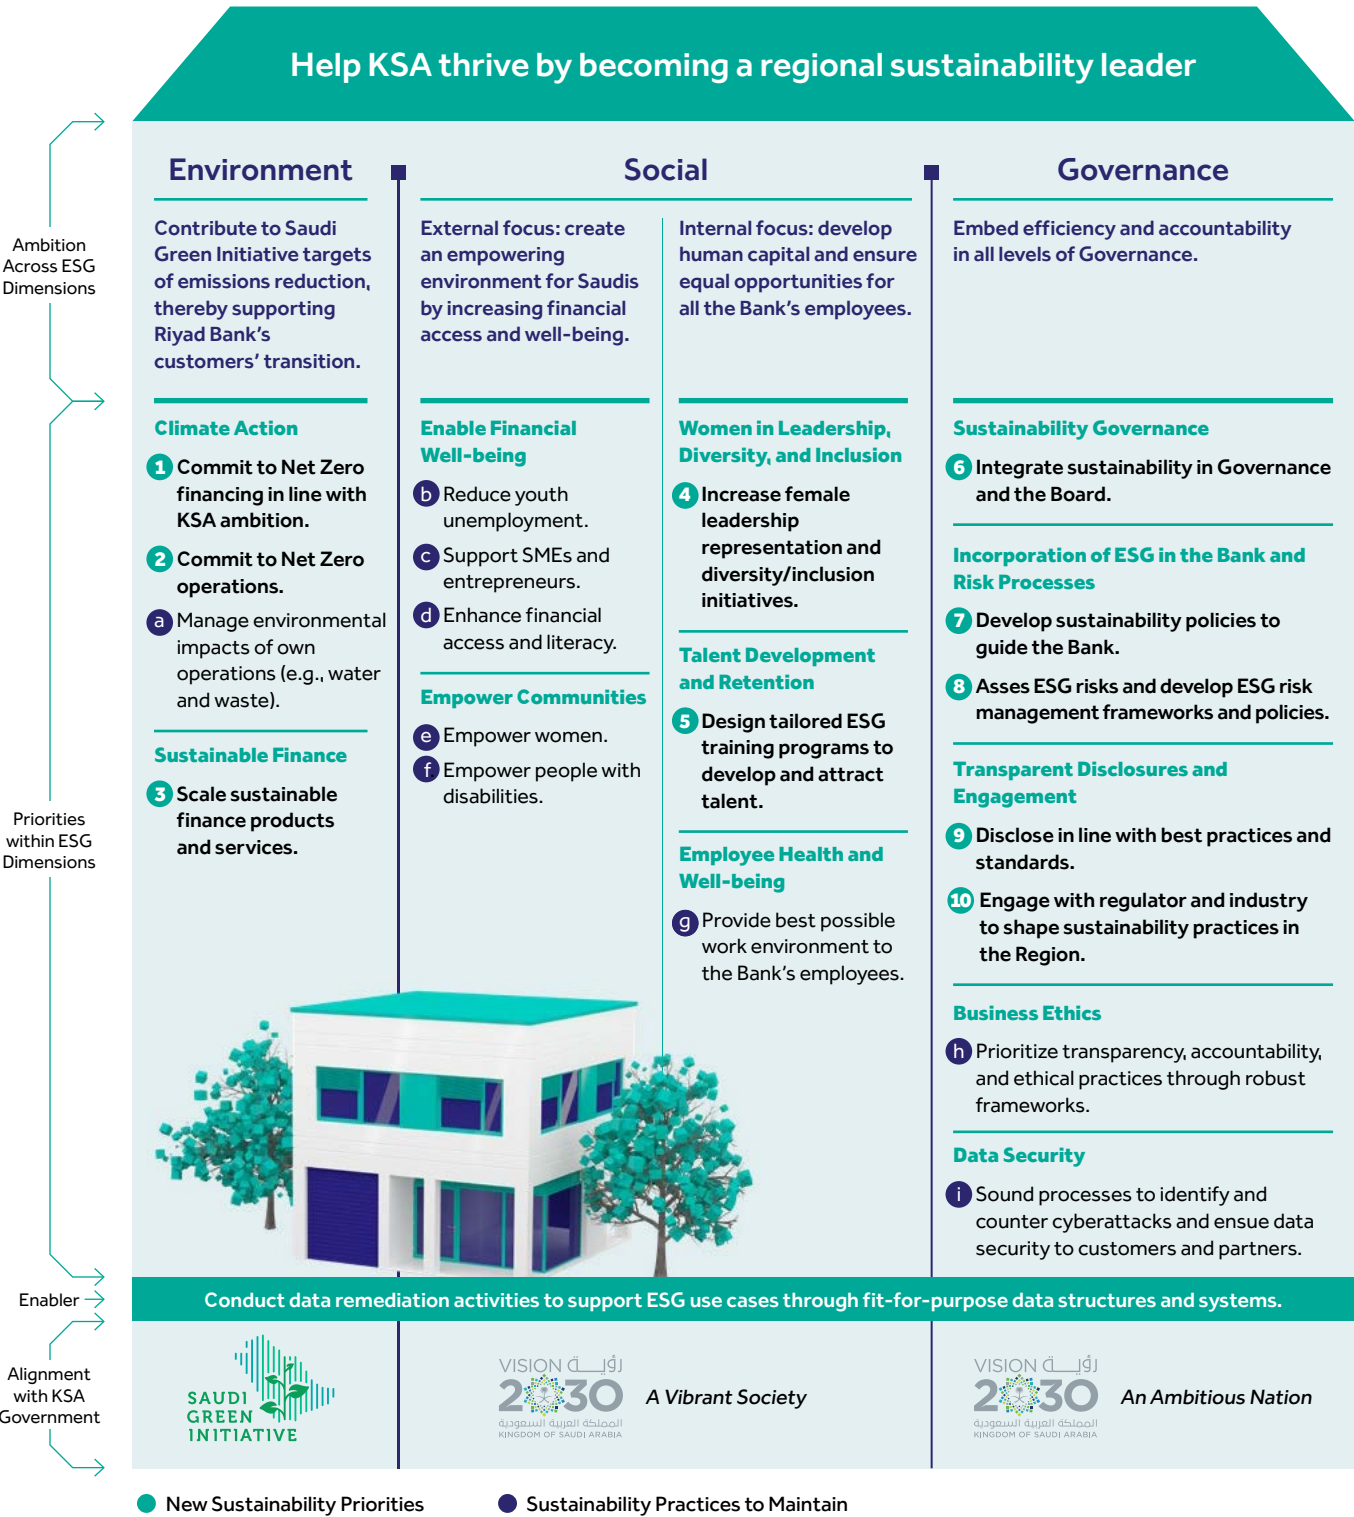 Help KSA thrive by becoming a regional sustainability leader
Ambition
Across ESG
Dimensions
Environment
Contribute to Saudi
Green Initiative targets
of emissions reduction,
thereby supporting
Riyad Bank's
customers' transition.
Social
External focus: create
an empowering
environment for Saudis
by increasing financial
access and well-being.
Internal focus: develop
human capital and ensure
equal opportunities for
all the Bank's employees.
Governance
Embed efficiency and accountability
in all levels of Governance.
Priorities
within ESG
Dimensions
Climate Action
1 Commit to Net Zero
financing in line with
KSA ambition.
2 Commit to Net Zero
operations.
a Manage environmental
impacts of own
operations (e.g., water
and waste).
Sustainable Finance
3 Scale sustainable
finance products
and services.
Enable Financial
Well-being
b Reduce youth
unemployment.
c Support SMEs and
entrepreneurs.
d Enhance financial
access and literacy.
Empower Communities
e Empower women.
f. Empower people with
disabilities.
Women in Leadership,
Diversity, and Inclusion
4 Increase female
leadership
representation and
diversity/inclusion
initiatives.
Talent Development
and Retention
5 Design tailored ESG
training programs to
develop and attract
talent.
Employee Health and
Well-being
g Provide best possible
work environment to
the Bank's employees.
Sustainability Governance
6 Integrate sustainability in Governance
and the Board.
Incorporation of ESG in the Bank and
Risk Processes
7 Develop sustainability policies to
guide the Bank.
8 Asses ESG risks and develop ESG risk
management frameworks and policies.
Transparent Disclosures and
Engagement
9 Disclose in line with best practices and
standards.
10 Engage with regulator and industry
to shape sustainability practices in
the Region.
Business Ethics
h Prioritize transparency, accountability,
and ethical practices through robust
frameworks.
Data Security
i Sound processes to identify and
counter cyberattacks and ensue data
security to customers and partners.
Enabler
Conduct data remediation activities to support ESG use cases through fit-for-purpose data structures and systems.
Alignment
with KSA
Government
SAUDI
GREEN
INITIATIVE
VISION رؤيــــة
2030
المملكة العربية السعودية
KINGDOM OF SAUDI ARABIA
A Vibrant Society
VISION رؤيــــة
2030
المملكة العربية السعودية
KINGDOM OF SAUDI ARABIA
An Ambitious Nation
New Sustainability Priorities
Sustainability Practices to Maintain